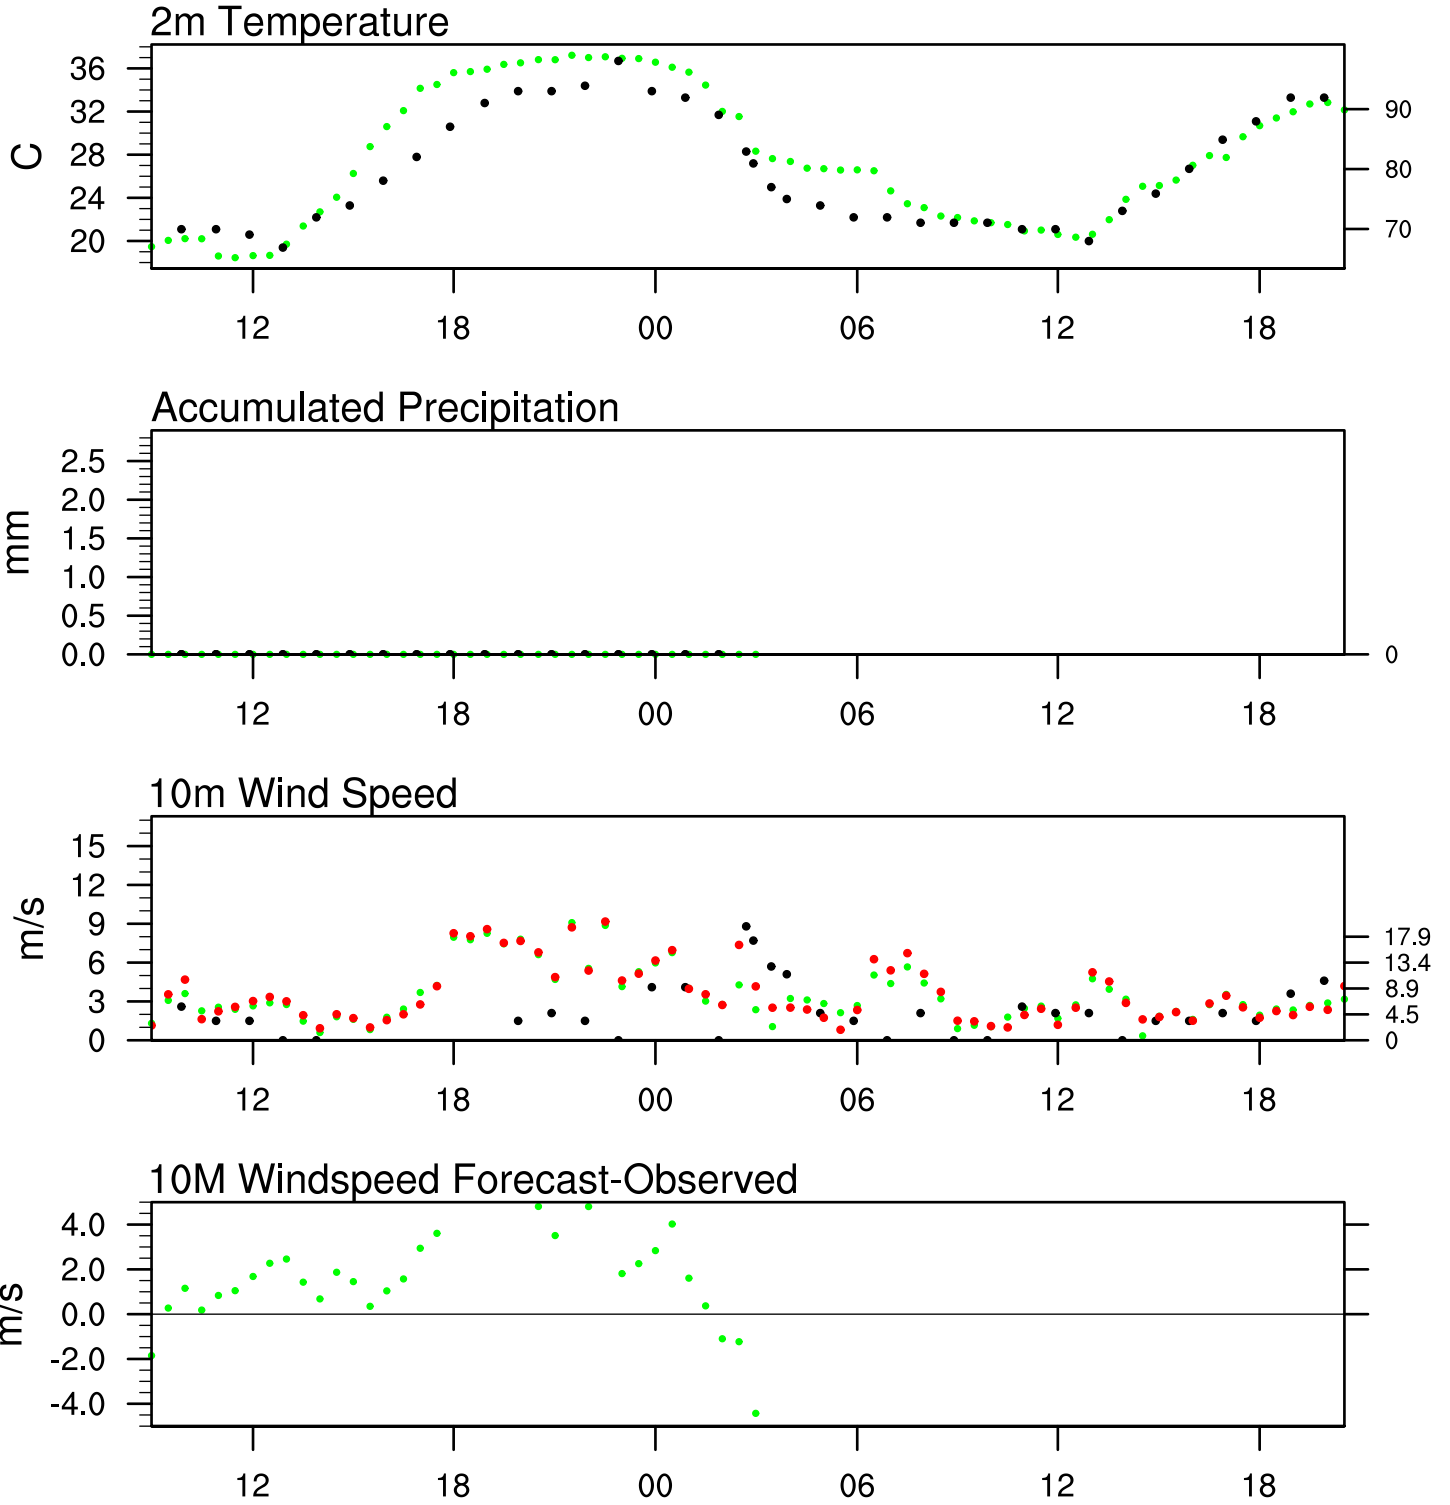 2m Temperature
C
36
32
28
24
20
90
80
70
12 18 00 06 12 18
Accumulated Precipitation
mm
2.5
2.0
1.5
1.0
0.5
0.0
0
12 18 00 06 12 18
10m Wind Speed
m/s
15
12
9
6
3
0
17.9
13.4
8.9
4.5
0
12 18 00 06 12 18
10M Windspeed Forecast-Observed
m/s
4.0
2.0
0.0
-2.0
-4.0
12 18 00 06 12 18